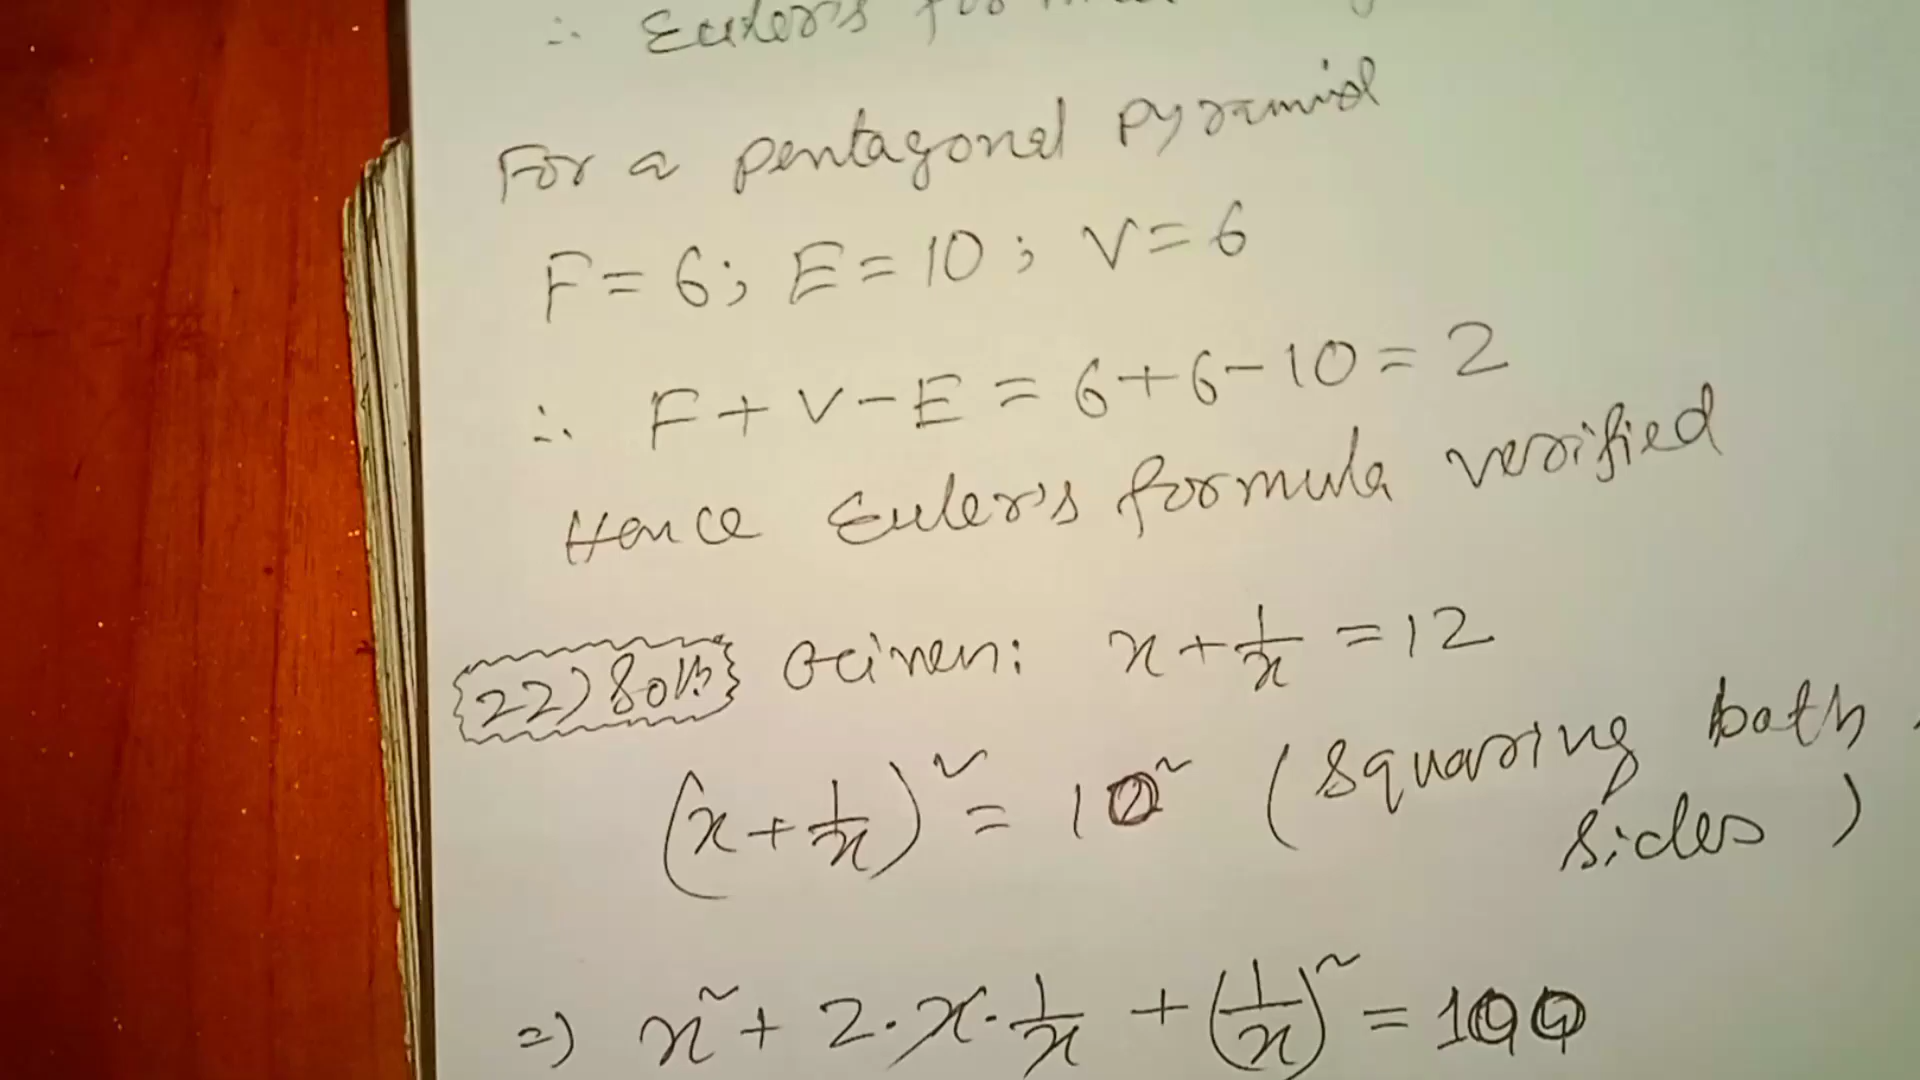 ∴ Euler's
For a pentagonal pyramid
F = 6; E = 10; V = 6
∴ F + V - E = 6 + 6 - 10 = 2
Hence Euler's formula verified
22) Soln Given: x + 1/x = 12
(x + 1/x)² = 10² (squaring both
sides)
=) x² + 2 · x · 1/x + (1/x)² = 100